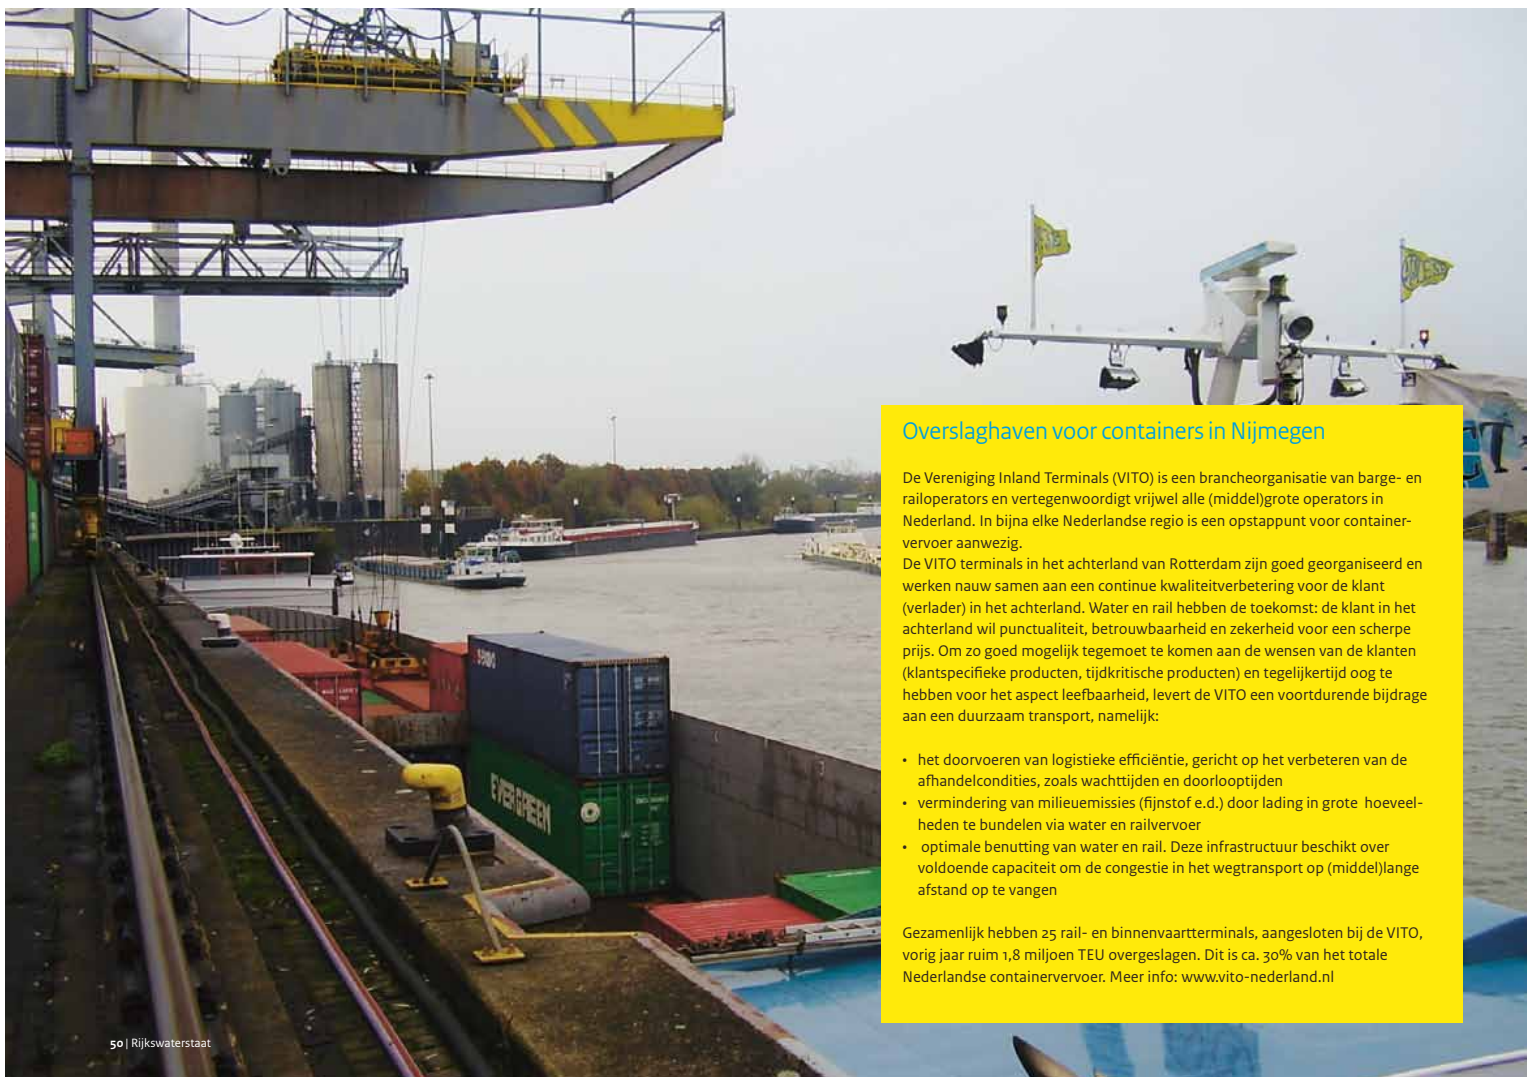 Overslaghaven voor containers in Nijmegen
De Vereniging Inland Terminals (VITO) is een brancheorganisatie van barge- en
railoperators en vertegenwoordigt vrijwel alle (middel)grote operators in
Nederland. In bijna elke Nederlandse regio is een opstappunt voor container-
vervoer aanwezig.
De VITO terminals in het achterland van Rotterdam zijn goed georganiseerd en
werken nauw samen aan een continue kwaliteitverbetering voor de klant
(verlader) in het achterland. Water en rail hebben de toekomst: de klant in het
achterland wil punctualiteit, betrouwbaarheid en zekerheid voor een scherpe
prijs. Om zo goed mogelijk tegemoet te komen aan de wensen van de klanten
(klantspecifieke producten, tijdkritische producten) en tegelijkertijd oog te
hebben voor het aspect leefbaarheid, levert de VITO een voortdurende bijdrage
aan een duurzaam transport, namelijk:
• het doorvoeren van logistieke efficiëntie, gericht op het verbeteren van de
afhandelcondities, zoals wachttijden en doorlooptijden
• vermindering van milieuemissies (fijnstof e.d.) door lading in grote hoeveel-
heden te bundelen via water en railvervoer
• optimale benutting van water en rail. Deze infrastructuur beschikt over
voldoende capaciteit om de congestie in het wegtransport op (middel)lange
afstand op te vangen
Gezamenlijk hebben 25 rail- en binnenvaartterminals, aangesloten bij de VITO,
vorig jaar ruim 1,8 miljoen TEU overgeslagen. Dit is ca. 30% van het totale
Nederlandse containervervoer. Meer info: www.vito-nederland.nl
EVERGREEN
50 | Rijkswaterstaat